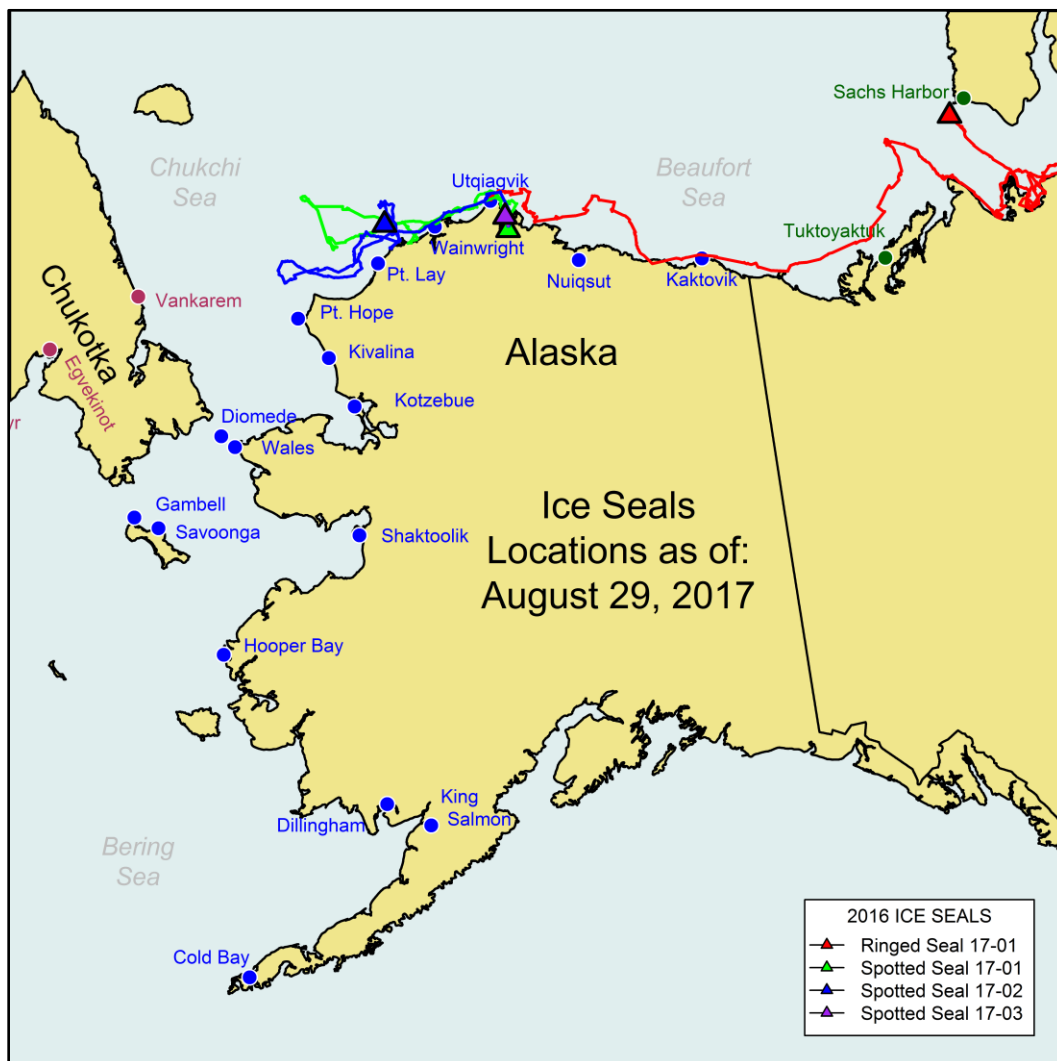 Sachs Harbor
Chukchi
Sea
Beaufort
Sea
Utqiagvik
Tuktoyaktuk
Wainwright
Pt. Lay
Nuiqsut
Kaktovik
Vankarem
Pt. Hope
Chukotka
Alaska
Kivalina
Egvekinot
Kotzebue
Diomede
yr
Wales
Gambell
Savoonga
Shaktoolik
Ice Seals
Locations as of:
August 29, 2017
Hooper Bay
King
Salmon
Dillingham
Bering
Sea
Cold Bay
2016 ICE SEALS
Ringed Seal 17-01
Spotted Seal 17-01
Spotted Seal 17-02
Spotted Seal 17-03